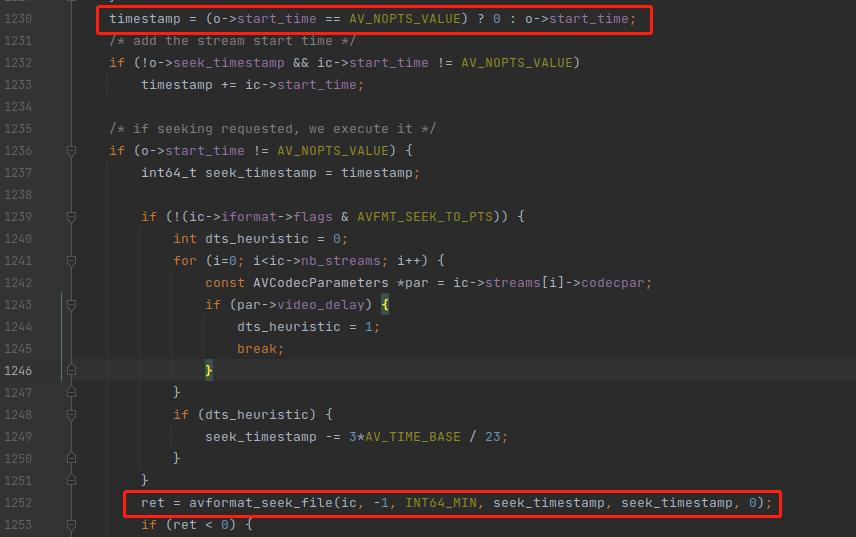 1230 timestamp = (o->start_time == AV_NOPTS_VALUE) ? 0 : o->start_time;
1231 /* add the stream start time */
1232 if (!o->seek_timestamp && ic->start_time != AV_NOPTS_VALUE)
1233 timestamp += ic->start_time;
1234
1235 /* if seeking requested, we execute it */
1236 if (o->start_time != AV_NOPTS_VALUE) {
1237 int64_t seek_timestamp = timestamp;
1238
1239 if (!(ic->iformat->flags & AVFMT_SEEK_TO_PTS)) {
1240 int dts_heuristic = 0;
1241 for (i=0; i<ic->nb_streams; i++) {
1242 const AVCodecParameters *par = ic->streams[i]->codecpar;
1243 if (par->video_delay) {
1244 dts_heuristic = 1;
1245 break;
1246 }
1247 }
1248 if (dts_heuristic) {
1249 seek_timestamp -= 3*AV_TIME_BASE / 23;
1250 }
1251 }
1252 ret = avformat_seek_file(ic, -1, INT64_MIN, seek_timestamp, seek_timestamp, 0);
1253 if (ret < 0) {